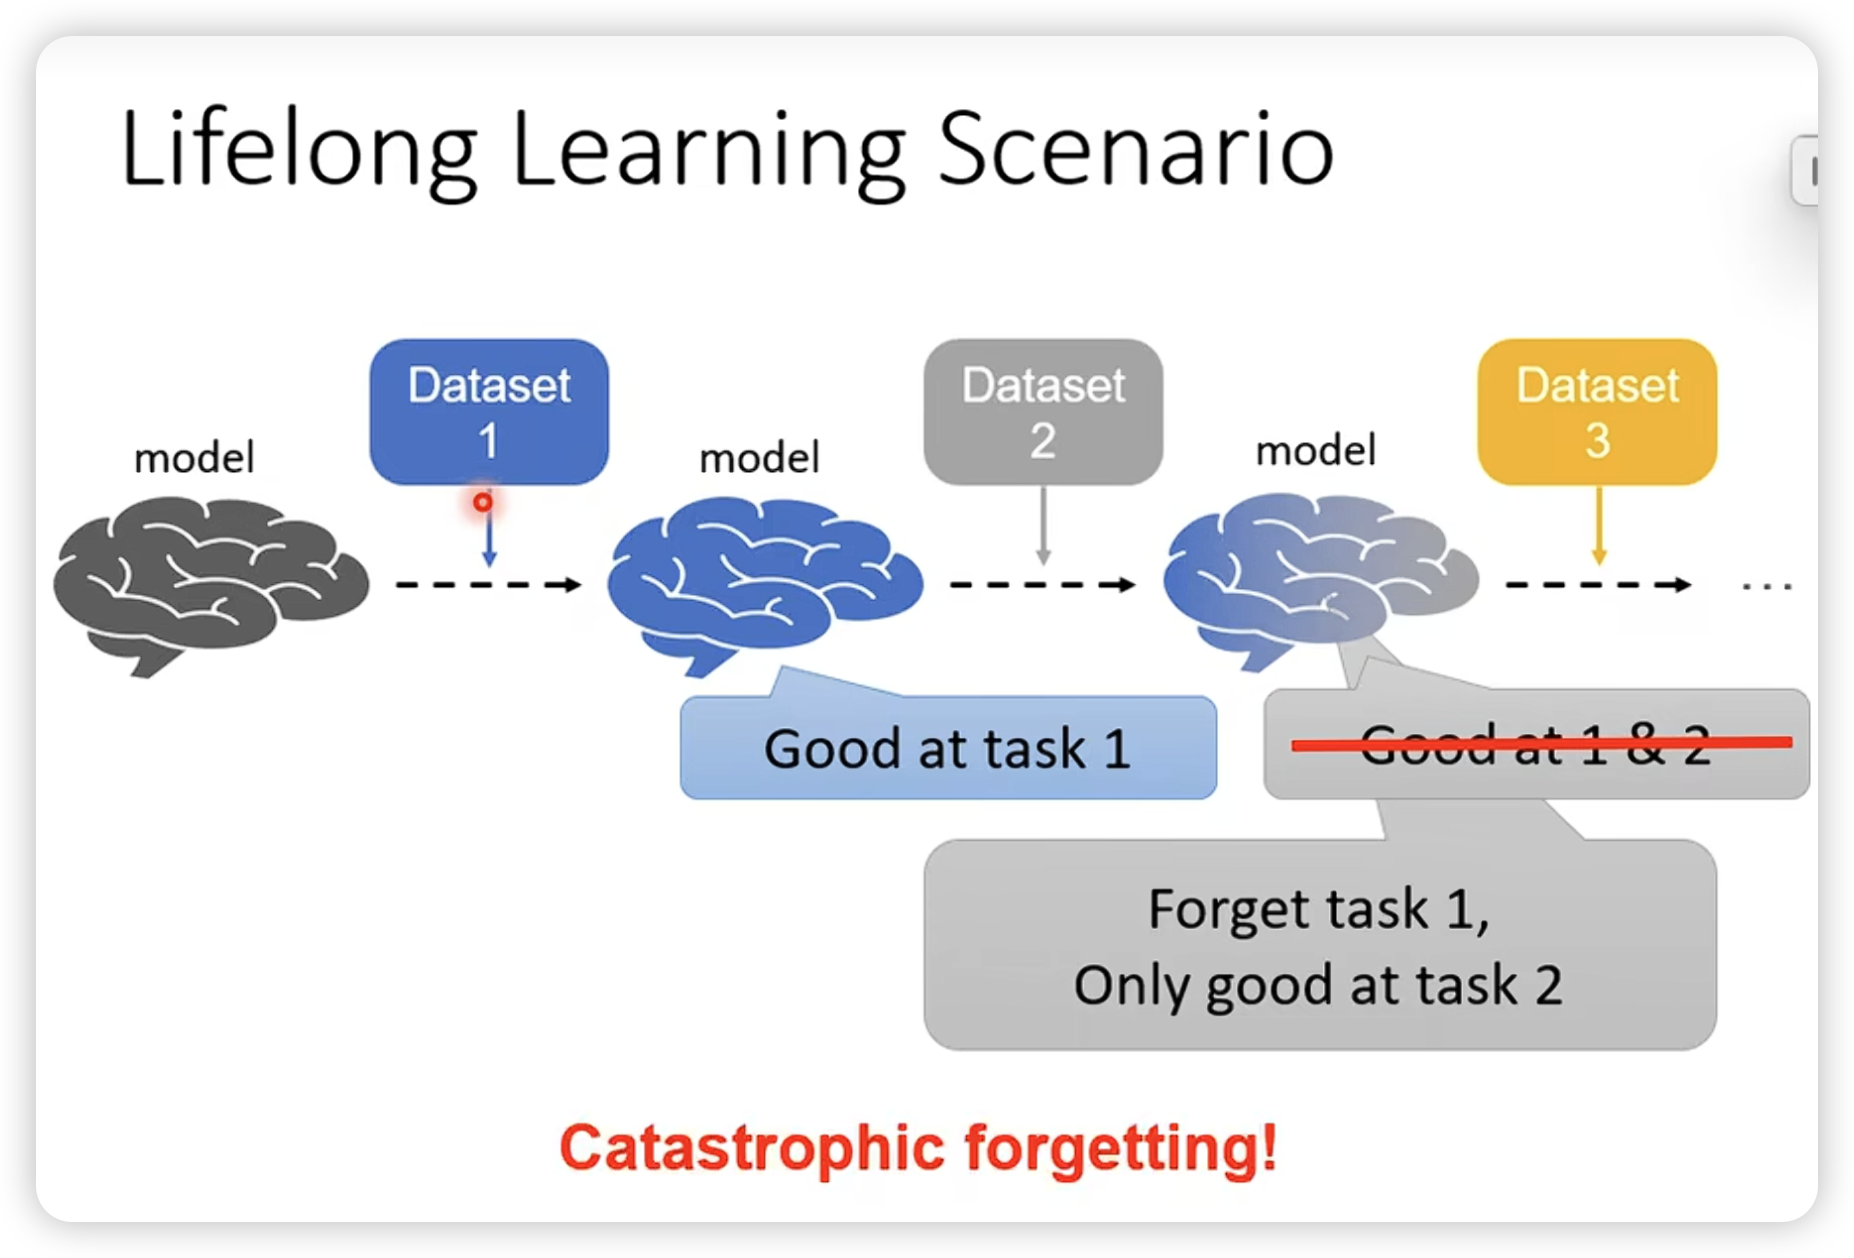 Lifelong Learning Scenario
Dataset
1
Dataset
2
Dataset
3
model
model
model
...
Good at task 1
Good at 1 & 2
Forget task 1,
Only good at task 2
Catastrophic forgetting!